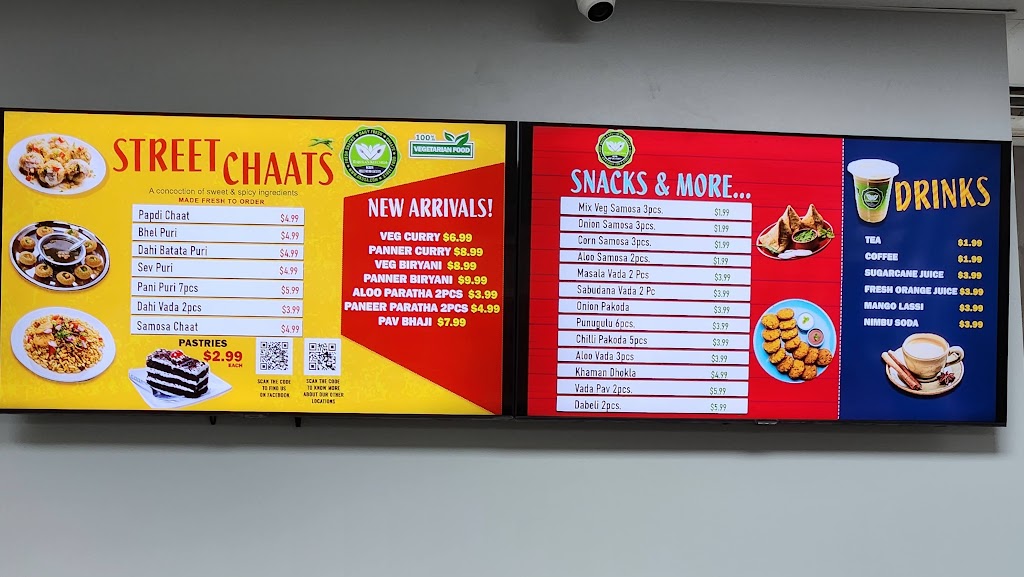 STREET CHAATS
A concoction of sweet & spicy ingredients
MADE FRESH TO ORDER
Papdi Chaat $4.99
Bhel Puri $4.99
Dahi Batata Puri $4.99
Sev Puri $4.99
Pani Puri 7pcs $5.99
Dahi Vada 2pcs $3.99
Samosa Chaat $4.99
PASTRIES
$2.99
EACH
SCAN THE CODE
TO FIND US
ON FACEBOOK
SCAN THE CODE
TO KNOW MORE
ABOUT OUR OTHER
LOCATIONS
100%
VEGETARIAN FOOD
NEW ARRIVALS!
VEG CURRY $6.99
PANNER CURRY $8.99
VEG BIRYANI $8.99
PANNER BIRYANI $9.99
ALOO PARATHA 2PCS $3.99
PANEER PARATHA 2PCS $4.99
PAV BHAJI $7.99
SNACKS & MORE...
Mix Veg Samosa 3pcs. $1.99
Onion Samosa 3pcs. $1.99
Corn Samosa 3pcs. $1.99
Aloo Samosa 2pcs. $1.99
Masala Vada 2 Pcs $3.99
Sabudana Vada 2 Pc $3.99
Onion Pakoda $3.99
Punugulu 6pcs. $3.99
Chilli Pakoda 5pcs $3.99
Aloo Vada 3pcs $3.99
Khaman Dhokla $4.99
Vada Pav 2pcs. $5.99
Dabeli 2pcs. $5.99
DRINKS
TEA $1.99
COFFEE $1.99
SUGARCANE JUICE $3.99
FRESH ORANGE JUICE $3.99
MANGO LASSI $3.99
NIMBU SODA $3.99